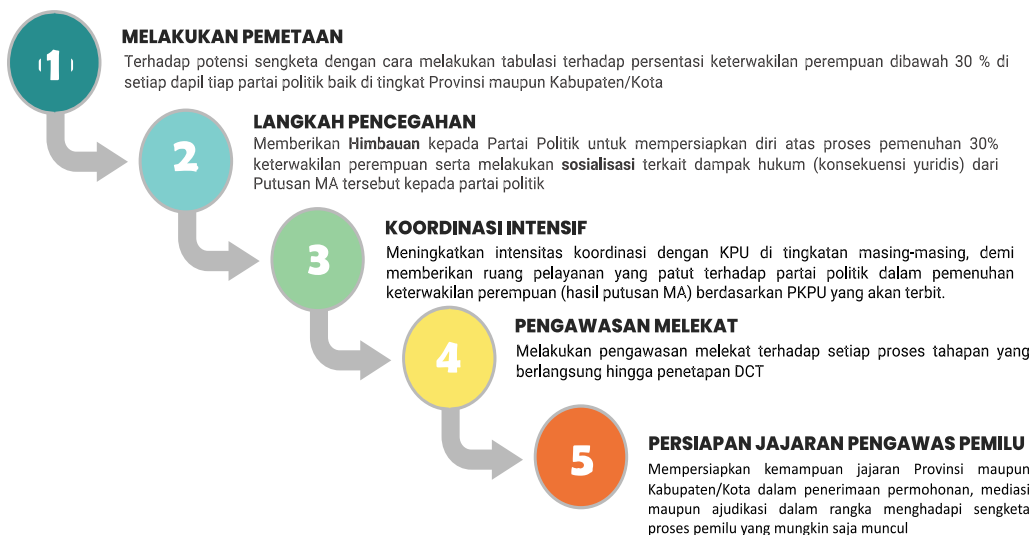 1
MELAKUKAN PEMETAAN
Terhadap potensi sengketa dengan cara melakukan tabulasi terhadap persentasi keterwakilan perempuan dibawah 30 % di
setiap dapil tiap partai politik baik di tingkat Provinsi maupun Kabupaten/Kota
2
LANGKAH PENCEGAHAN
Memberikan Himbauan kepada Partai Politik untuk mempersiapkan diri atas proses pemenuhan 30%
keterwakilan perempuan serta melakukan sosialisasi terkait dampak hukum (konsekuensi yuridis) dari
Putusan MA tersebut kepada partai politik
3
KOORDINASI INTENSIF
Meningkatkan intensitas koordinasi dengan KPU di tingkatan masing-masing, demi
memberikan ruang pelayanan yang patut terhadap partai politik dalam pemenuhan
keterwakilan perempuan (hasil putusan MA) berdasarkan PKPU yang akan terbit.
4
PENGAWASAN MELEKAT
Melakukan pengawasan melekat terhadap setiap proses tahapan yang
berlangsung hingga penetapan DCT
5
PERSIAPAN JAJARAN PENGAWAS PEMILU
Mempersiapkan kemampuan jajaran Provinsi maupun
Kabupaten/Kota dalam penerimaan permohonan, mediasi
maupun ajudikasi dalam rangka menghadapi sengketa
proses pemilu yang mungkin saja muncul